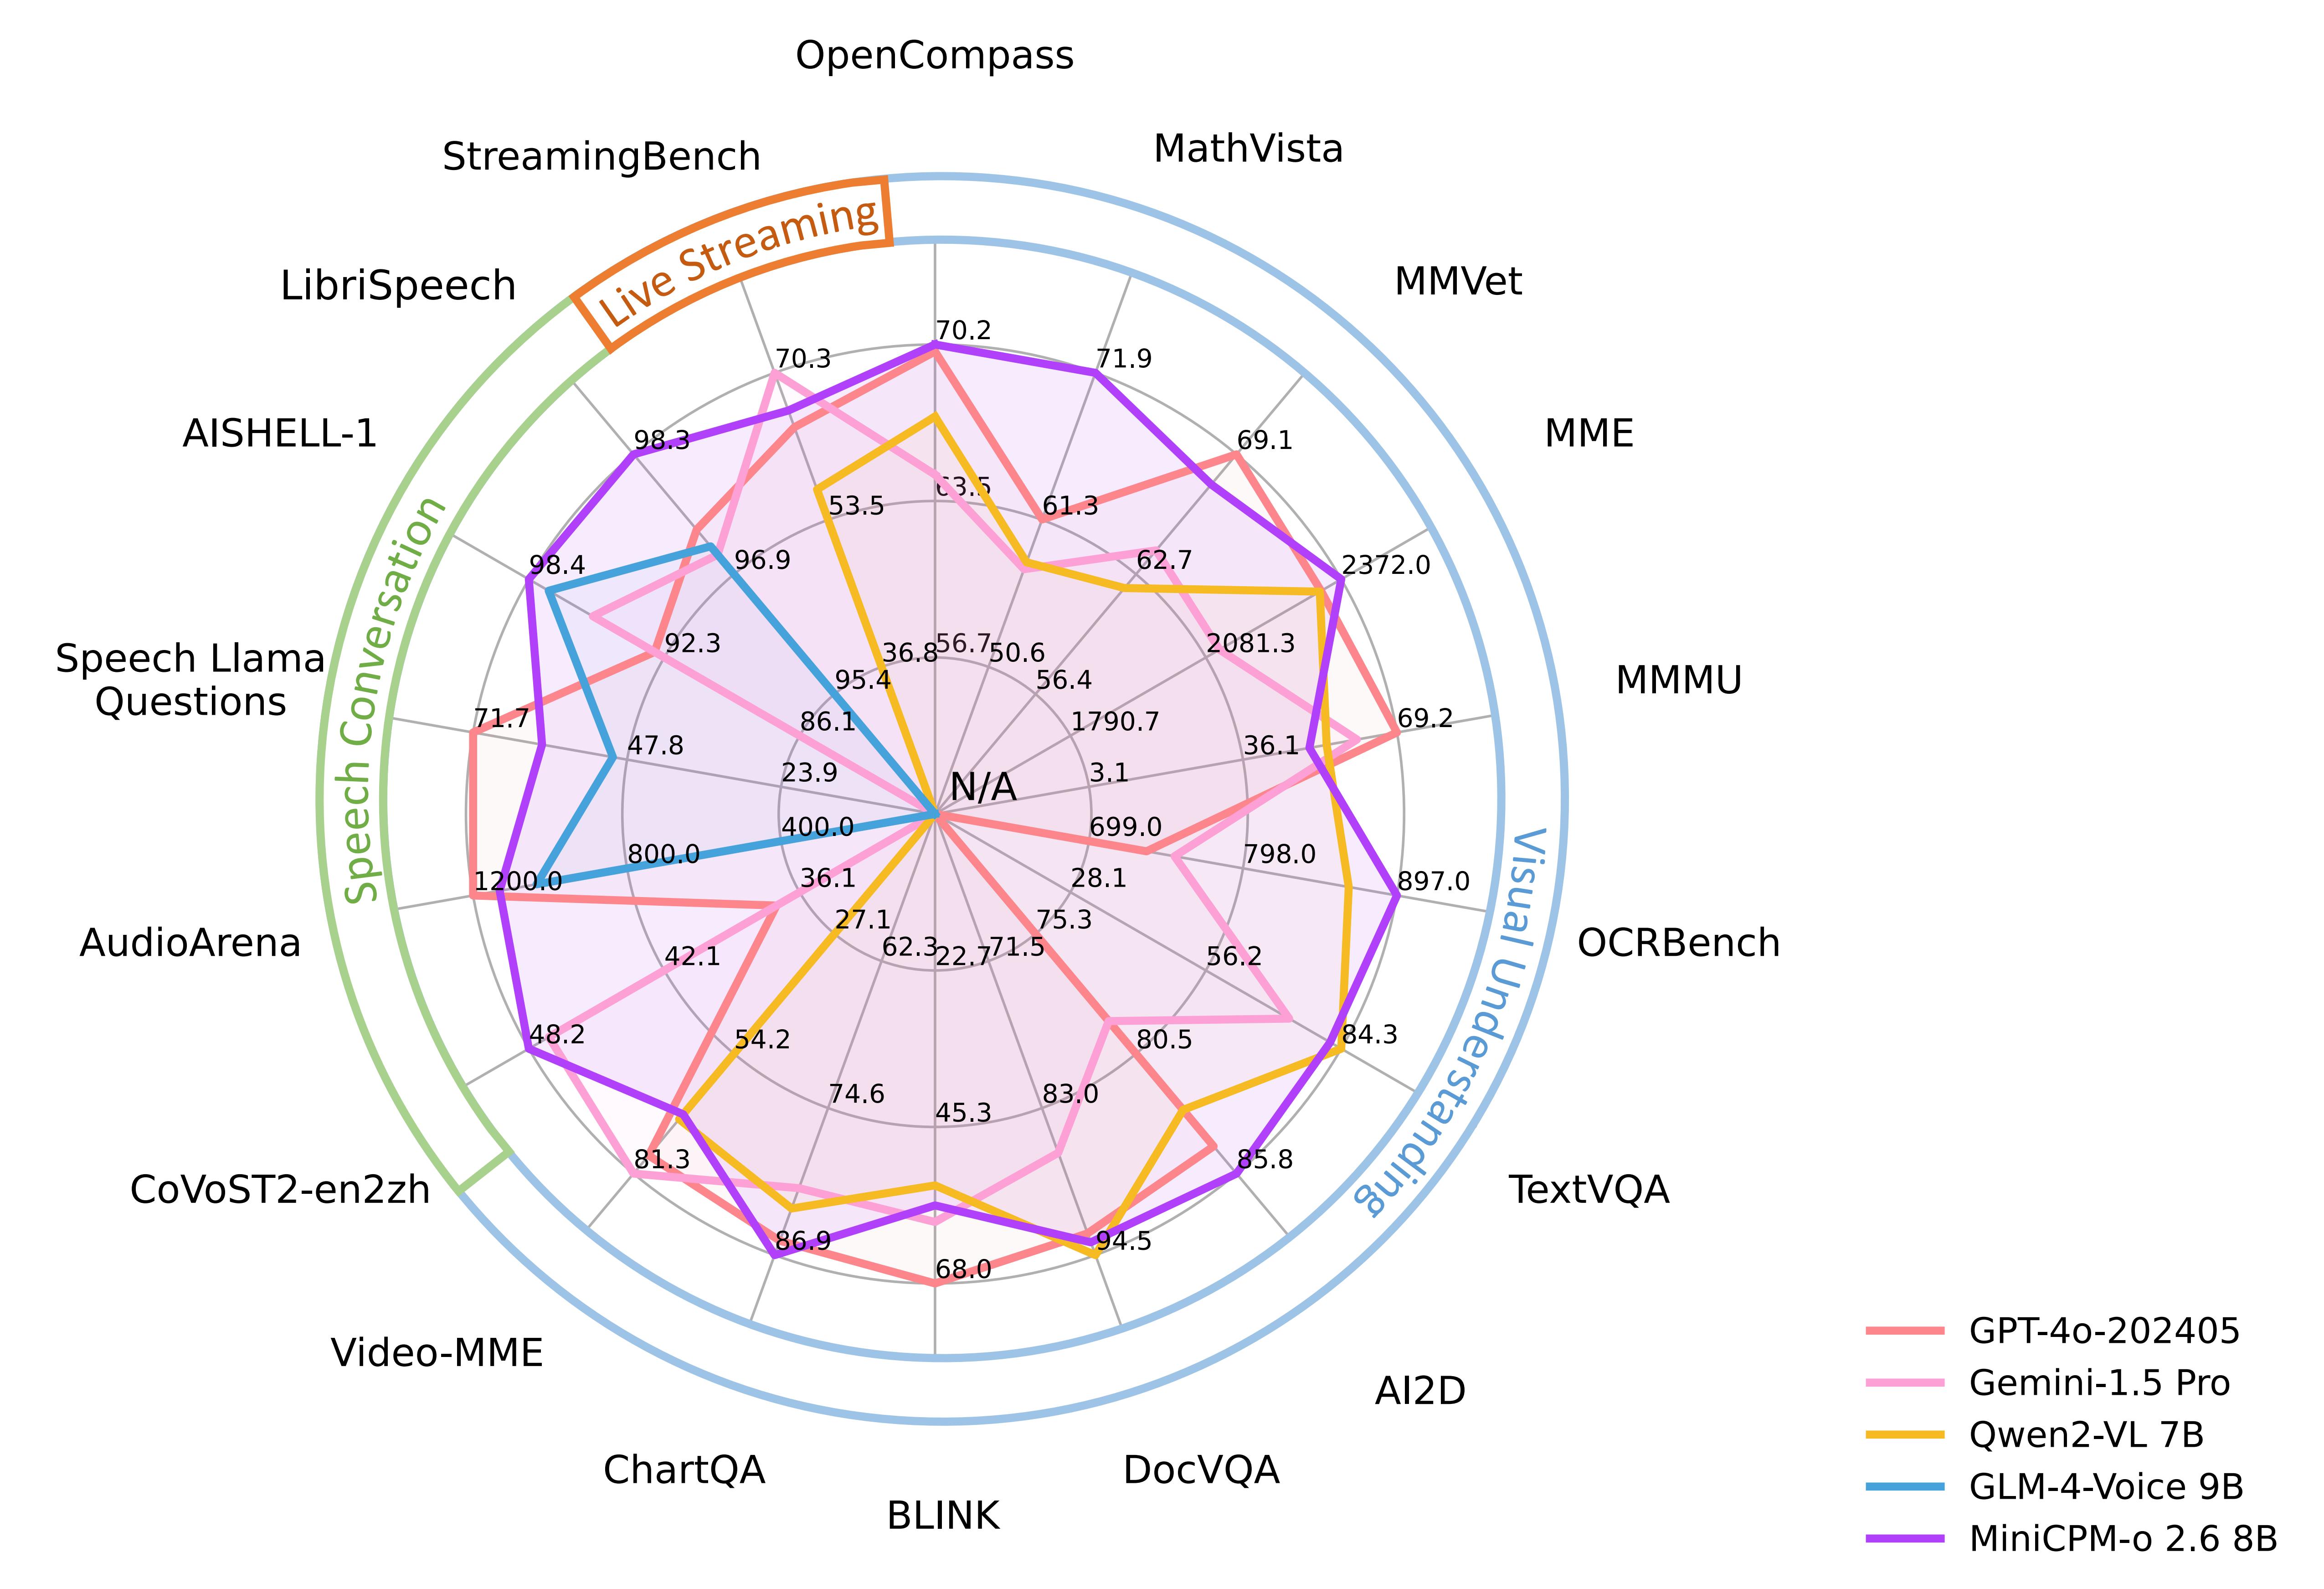 OpenCompass
StreamingBench
MathVista
LibriSpeech
MMVet
AISHELL-1
MME
Speech Llama
Questions
MMMU
AudioArena
OCRBench
CoVoST2-en2zh
TextVQA
Video-MME
AI2D
ChartQA
DocVQA
BLINK
Live Streaming
Speech Conversation
Visual Understanding
70.2
70.3
71.9
98.3
69.1
63.5
53.5
61.3
98.4
96.9
62.7
2372.0
92.3
36.8
56.7
50.6
2081.3
95.4
56.4
71.7
86.1
1790.7
69.2
47.8
36.1
23.9
3.1
N/A
400.0
699.0
800.0
798.0
1200.0
36.1
28.1
897.0
27.1
75.3
42.1
62.3
22.7
71.5
56.2
48.2
54.2
80.5
84.3
74.6
45.3
83.0
81.3
85.8
86.9
68.0
94.5
GPT-4o-202405
Gemini-1.5 Pro
Qwen2-VL 7B
GLM-4-Voice 9B
MiniCPM-o 2.6 8B